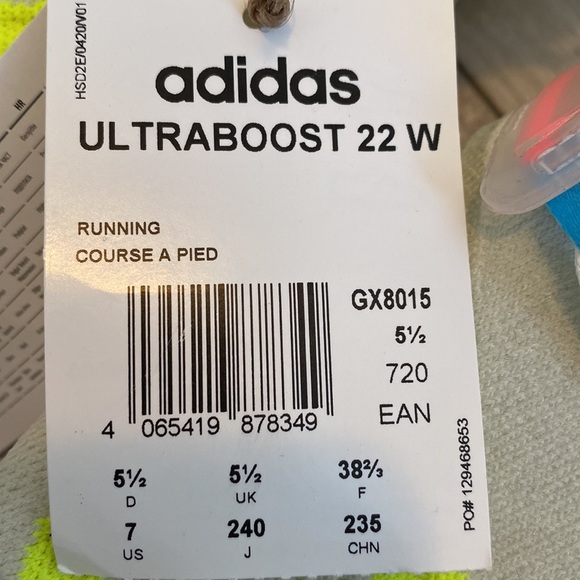 HSD2E/0420/V01
adidas
ULTRABOOST 22 W
RUNNING
COURSE A PIED
GX8015
5½
720
EAN
4 065419 878349
5½ 5½ 38⅔
D UK F
7 240 235
US J CHN
PO# 129468653
HR